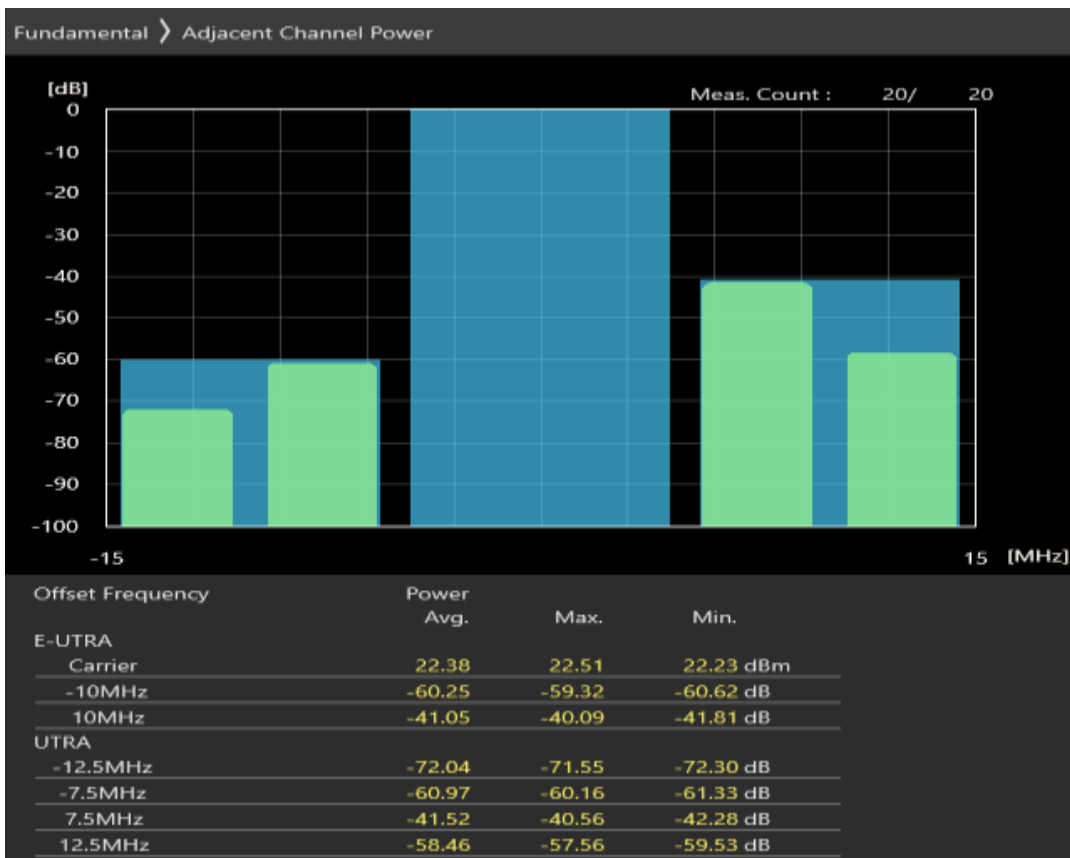 Fundamental 〉 Adjacent Channel Power
[dB]
Meas. Count : 20/ 20
0
-10
-20
-30
-40
-50
-60
-70
-80
-90
-100
-15 15 [MHz]
Offset Frequency Power
Avg. Max. Min.
E-UTRA
Carrier 22.38 22.51 22.23 dBm
-10MHz -60.25 -59.32 -60.62 dB
10MHz -41.05 -40.09 -41.81 dB
UTRA
-12.5MHz -72.04 -71.55 -72.30 dB
-7.5MHz -60.97 -60.16 -61.33 dB
7.5MHz -41.52 -40.56 -42.28 dB
12.5MHz -58.46 -57.56 -59.53 dB